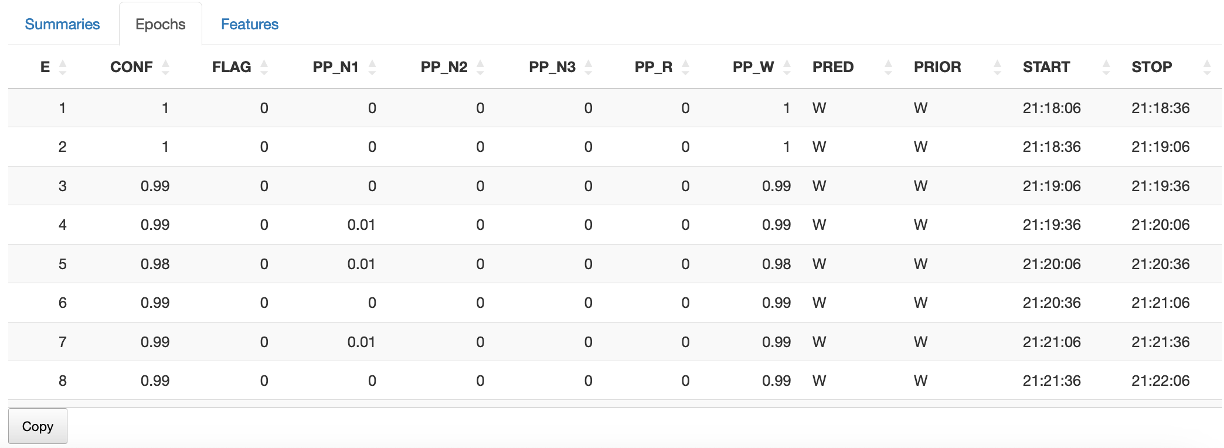 Summaries Epochs Features
E CONF FLAG PP_N1 PP_N2 PP_N3 PP_R PP_W PRED PRIOR START STOP
1 1 0 0 0 0 0 1 W W 21:18:06 21:18:36
2 1 0 0 0 0 0 1 W W 21:18:36 21:19:06
3 0.99 0 0 0 0 0 0.99 W W 21:19:06 21:19:36
4 0.99 0 0.01 0 0 0 0.99 W W 21:19:36 21:20:06
5 0.98 0 0.01 0 0 0 0.98 W W 21:20:06 21:20:36
6 0.99 0 0 0 0 0 0.99 W W 21:20:36 21:21:06
7 0.99 0 0.01 0 0 0 0.99 W W 21:21:06 21:21:36
8 0.99 0 0 0 0 0 0.99 W W 21:21:36 21:22:06
Copy